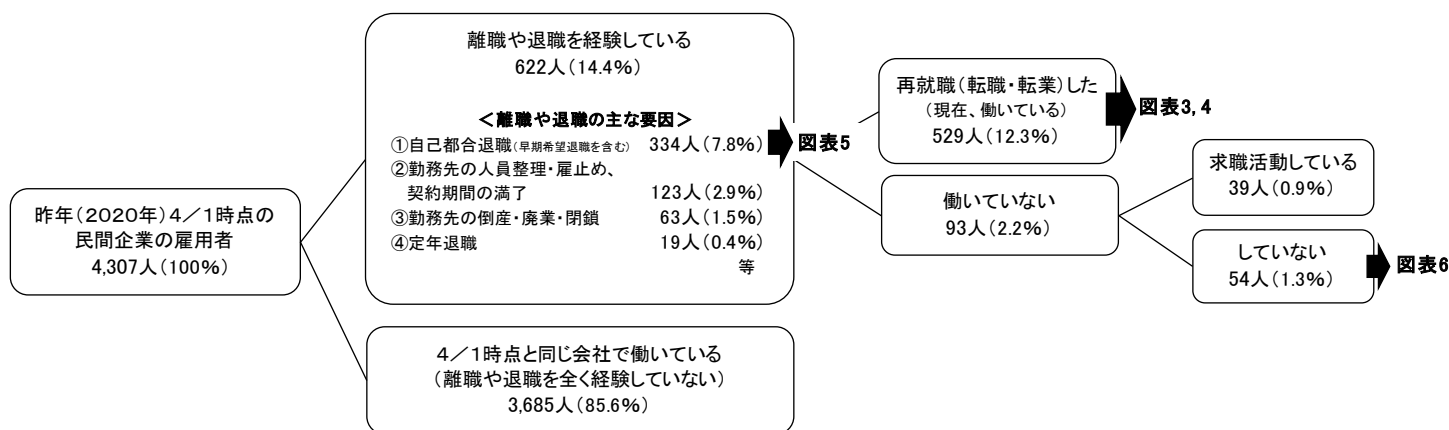 昨年(2020年)4/1時点の
民間企業の雇用者
4,307人(100%)
離職や退職を経験している
622人(14.4%)
<離職や退職の主な要因>
①自己都合退職(早期希望退職を含む) 334人(7.8%)
②勤務先の人員整理・雇止め、
契約期間の満了 123人(2.9%)
③勤務先の倒産・廃業・閉鎖 63人(1.5%)
④定年退職 19人(0.4%)
等
図表5
4/1時点と同じ会社で働いている
(離職や退職を全く経験していない)
3,685人(85.6%)
再就職(転職・転業)した
(現在、働いている)
529人(12.3%)
図表3,4
働いていない
93人(2.2%)
求職活動している
39人(0.9%)
していない
54人(1.3%)
図表6